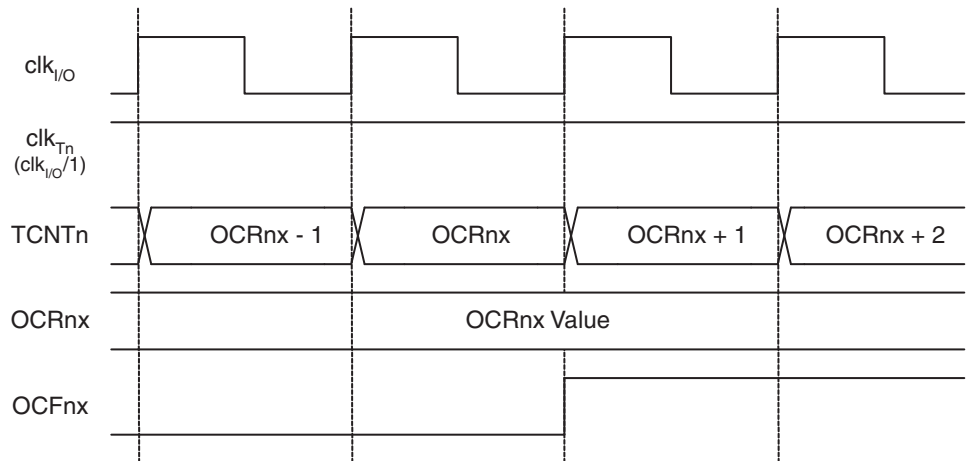 clkI/O
clkTn
(clkI/O/1)
TCNTn
OCRnx - 1 OCRnx OCRnx + 1 OCRnx + 2
OCRnx
OCRnx Value
OCFnx